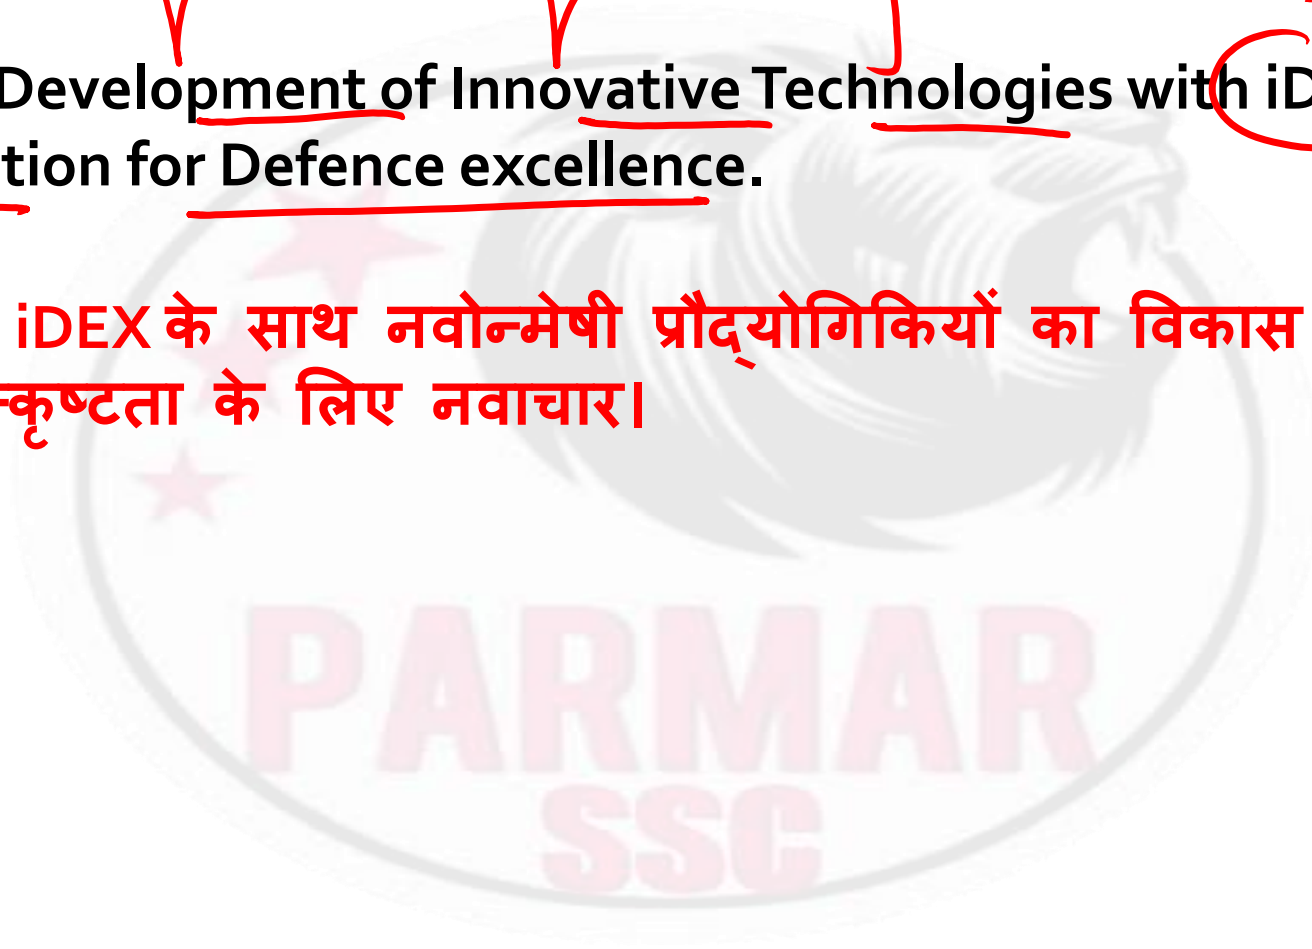 Development of Innovative Technologies with iD
tion for Defence excellence.
iDEX के साथ नवोन्मेषी प्रौद्योगिकियों का विकास
कृष्टता के लिए नवाचार।
PARMAR
SSC